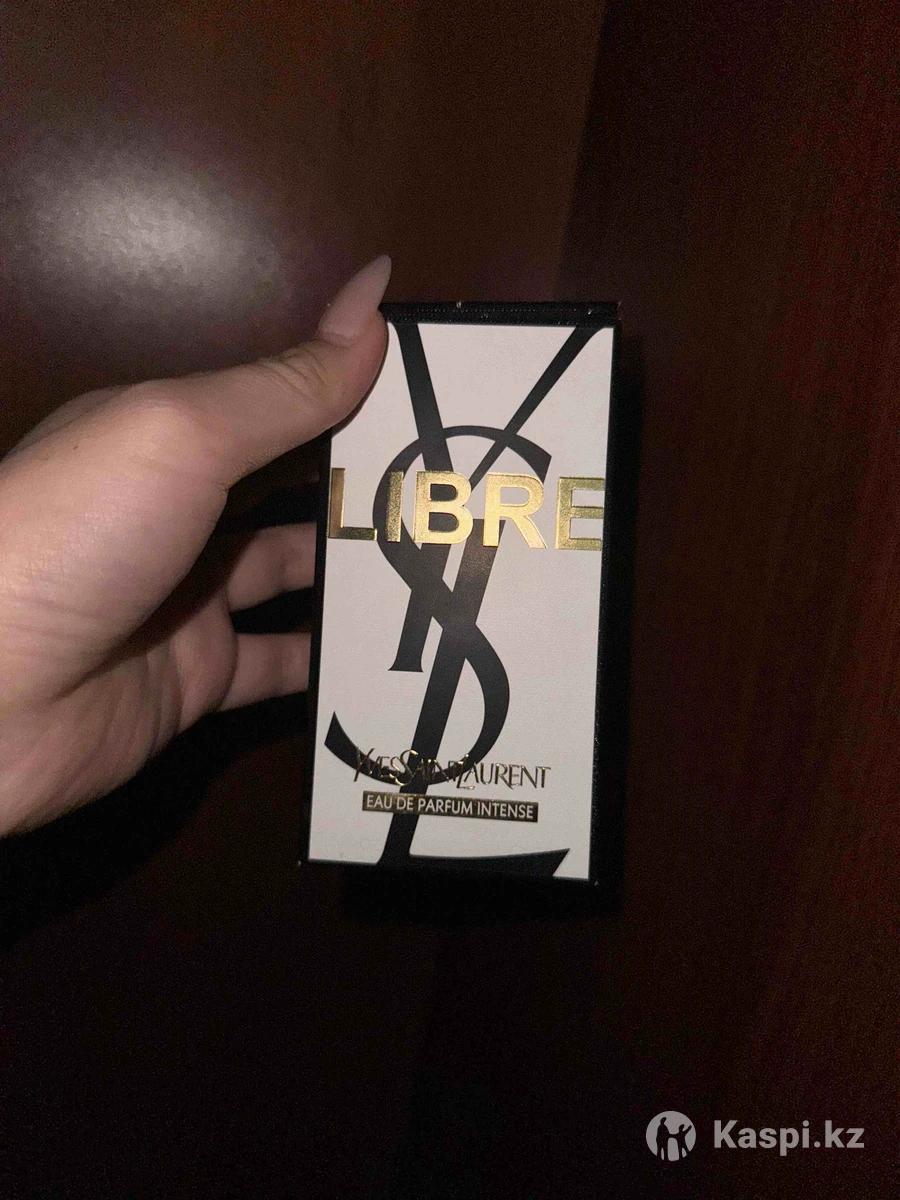 LIBRE
YVESSAINTLAURENT
EAU DE PARFUM INTENSE
Kaspi.kz